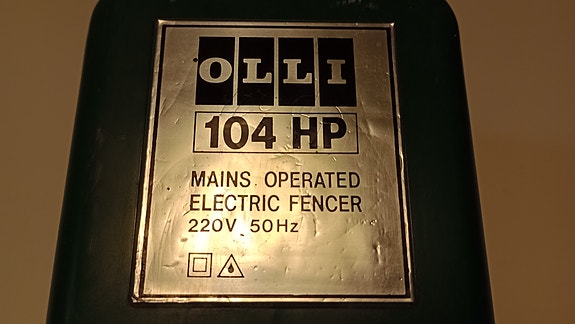 OLLI
104 HP
MAINS OPERATED
ELECTRIC FENCER
220V 50Hz